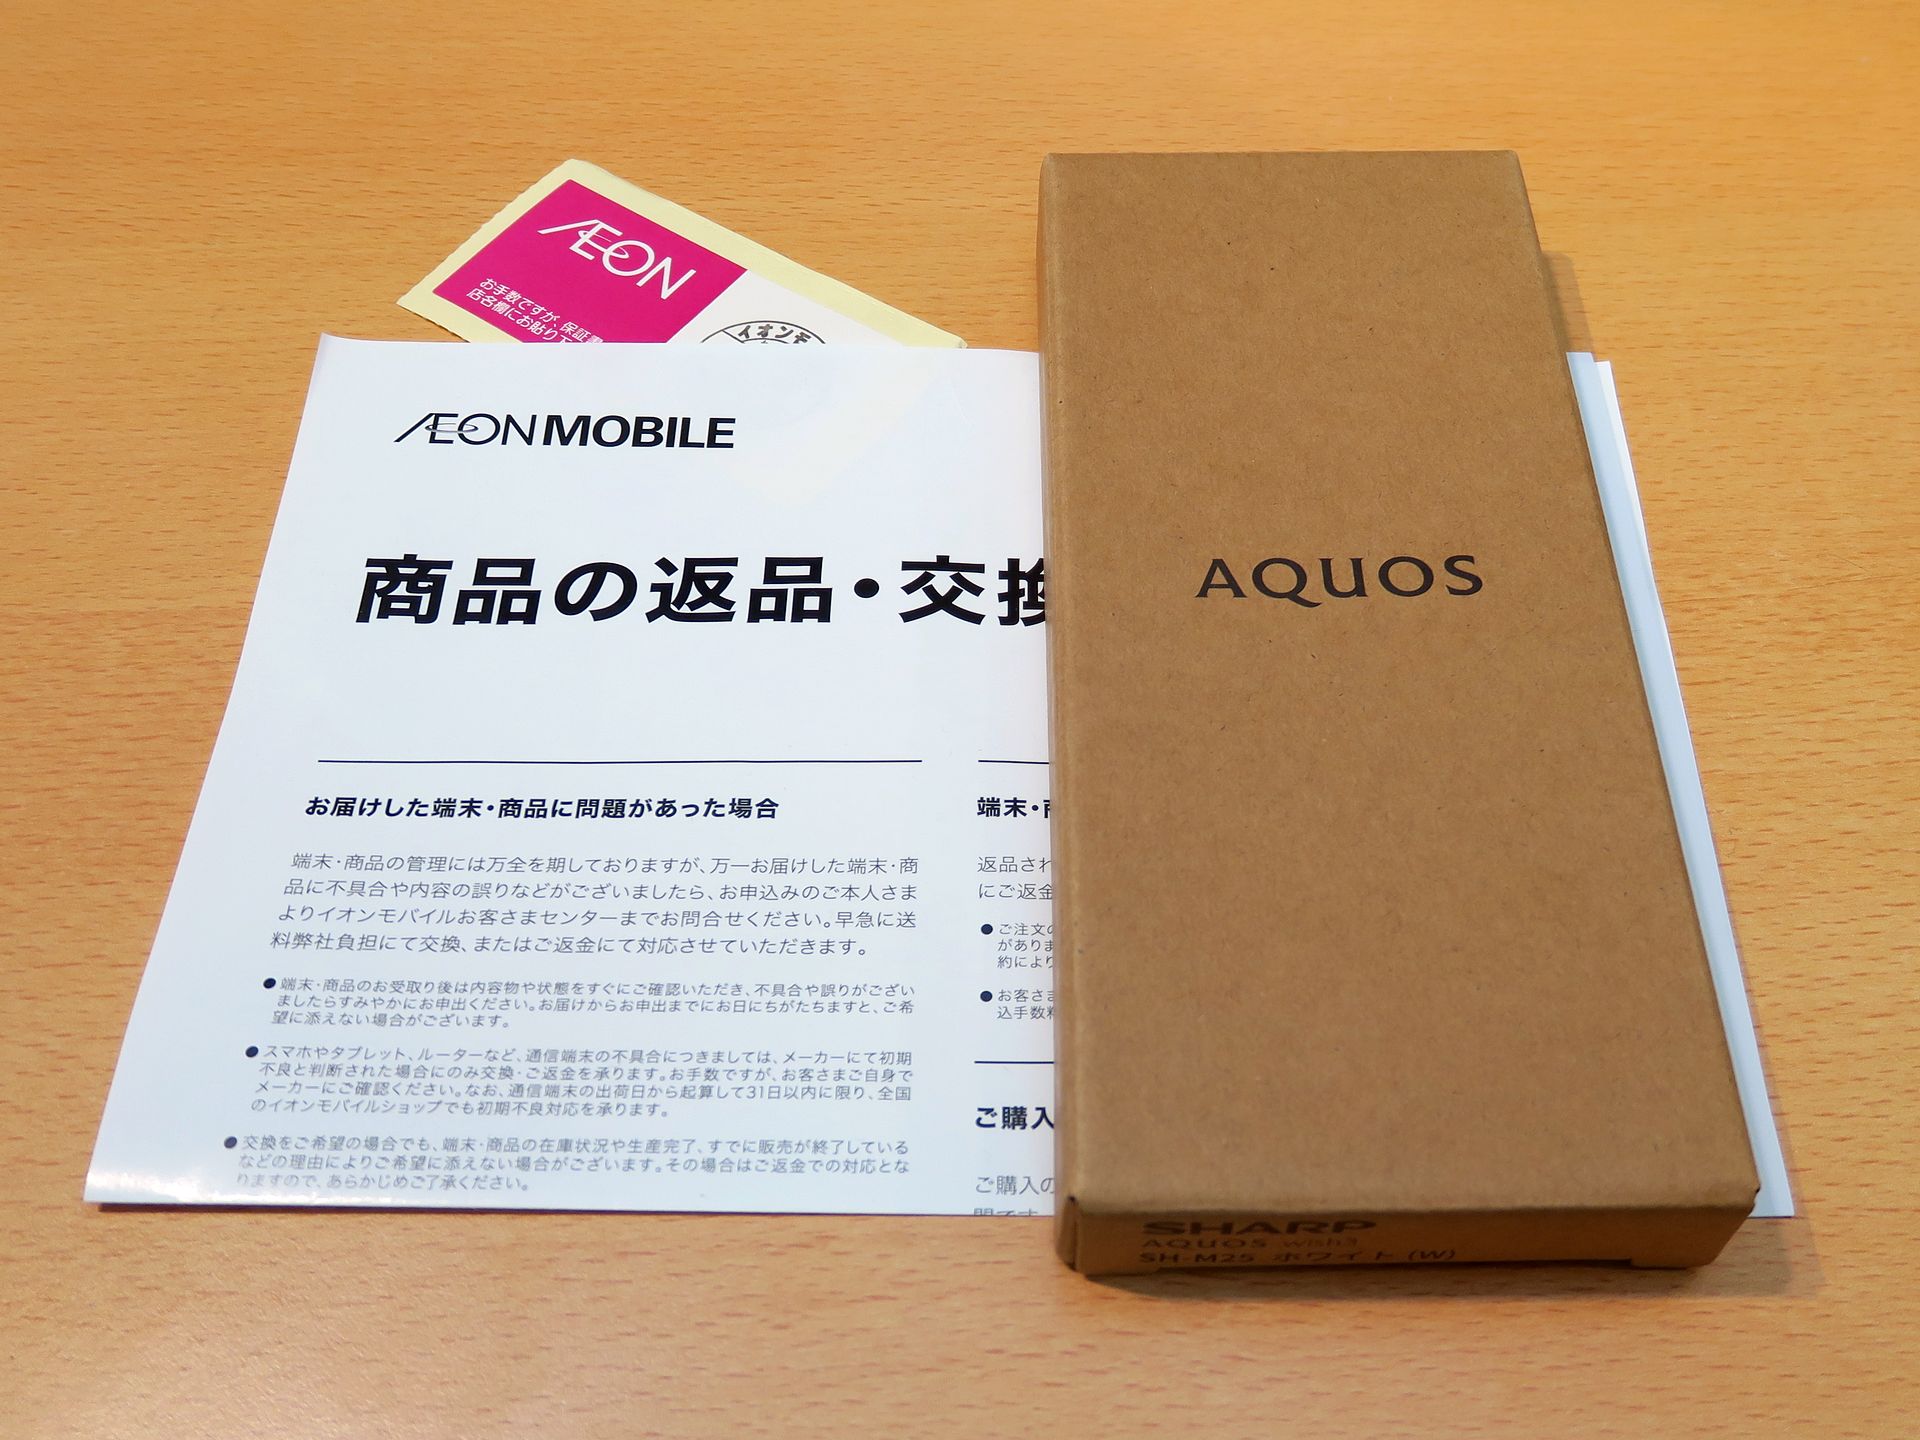 ÆON
お手数ですが、保証書
店名欄にお貼り下
イオンモ
ÆON MOBILE
商品の返品・交換
お届けした端末・商品に問題があった場合
端末・商品の管理には万全を期しておりますが、万一お届けした端末・商
品に不具合や内容の誤りなどがございましたら、お申込みのご本人さま
よりイオンモバイルお客さまセンターまでお問合せください。早急に送
料弊社負担にて交換、またはご返金にて対応させていただきます。
●端末・商品のお受取り後は内容物や状態をすぐにご確認いただき、不具合や誤りがござい
ましたらすみやかにお申出ください。お届けからお申出までにお日にちがたちますと、ご希
望に添えない場合がございます。
●スマホやタブレット、ルーターなど、通信端末の不具合につきましては、メーカーにて初期
不良と判断された場合にのみ交換・ご返金を承ります。お手数ですが、お客さまご自身で
メーカーにご確認ください。なお、通信端末の出荷日から起算して31日以内に限り、全国
のイオンモバイルショップでも初期不良対応を承ります。
●交換をご希望の場合でも、端末・商品の在庫状況や生産完了、すでに販売が終了している
などの理由によりご希望に添えない場合がございます。その場合はご返金での対応とな
りますので、あらかじめご了承ください。
端末・
返品され
にご返金
●ご注文の
がありま
約により
●お客さま
込手数料
ご購入
ご購入の
AQUOS
SHARP
AQUOS wish3
SH-M25 ホワイト (W)